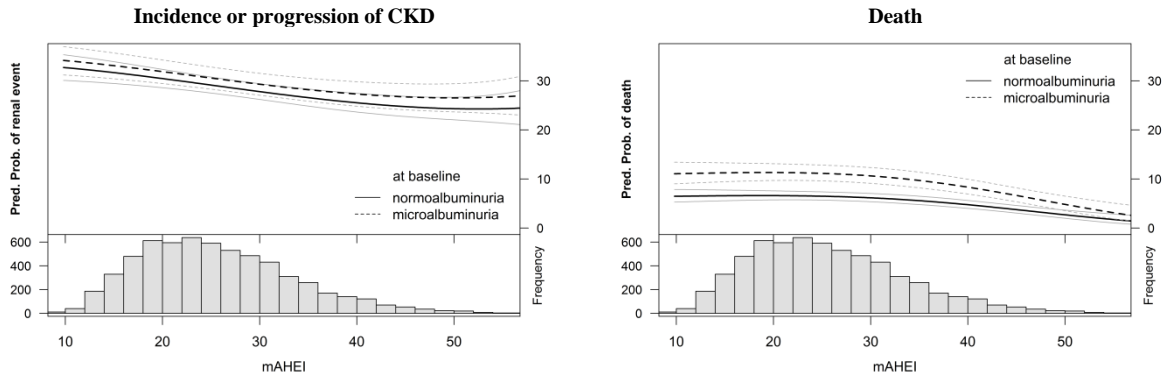 Incidence or progression of CKD
Pred. Prob. of renal event
30
20
10
0
at baseline
normoalbuminuria
microalbuminuria
600
400
200
0
Frequency
10 20 30 40 50
mAHEI
Death
Pred. Prob. of death
at baseline
normoalbuminuria
microalbuminuria
30
20
10
0
600
400
200
0
Frequency
10 20 30 40 50
mAHEI